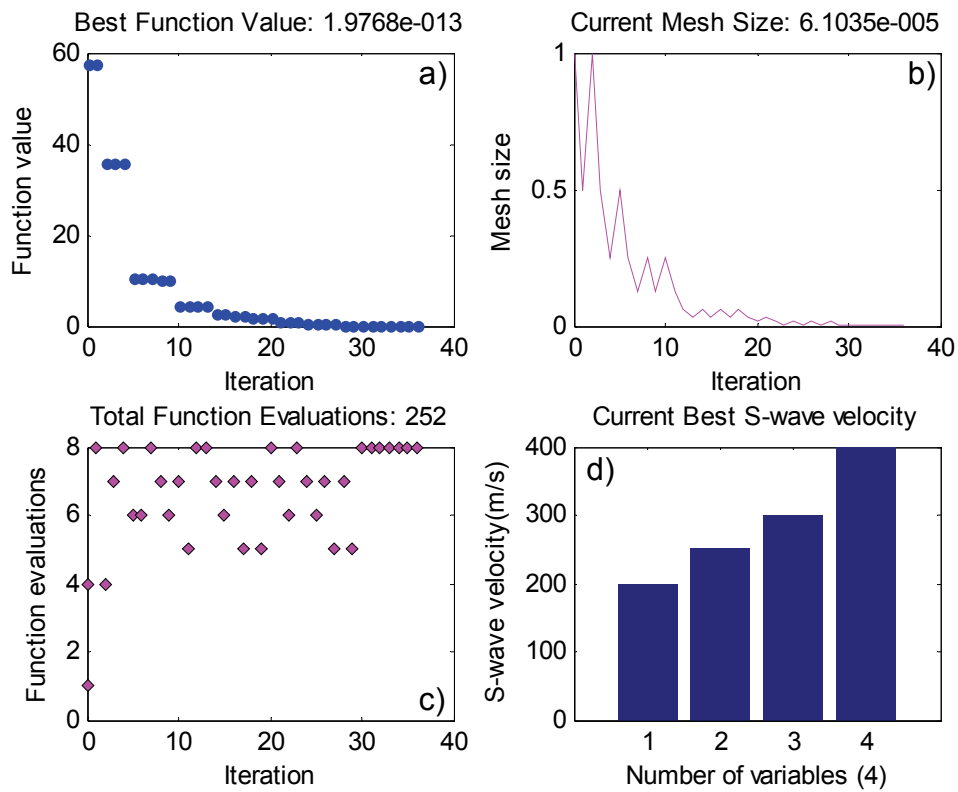 Best Function Value: 1.9768e-013
a)
60
40
20
0
Function value
0 10 20 30 40
Iteration
Current Mesh Size: 6.1035e-005
b)
1
0.5
0
Mesh size
0 10 20 30 40
Iteration
Total Function Evaluations: 252
8
6
4
2
0
Function evaluations
c)
0 10 20 30 40
Iteration
Current Best S-wave velocity
d)
400
300
200
100
0
S-wave velocity(m/s)
1 2 3 4
Number of variables (4)